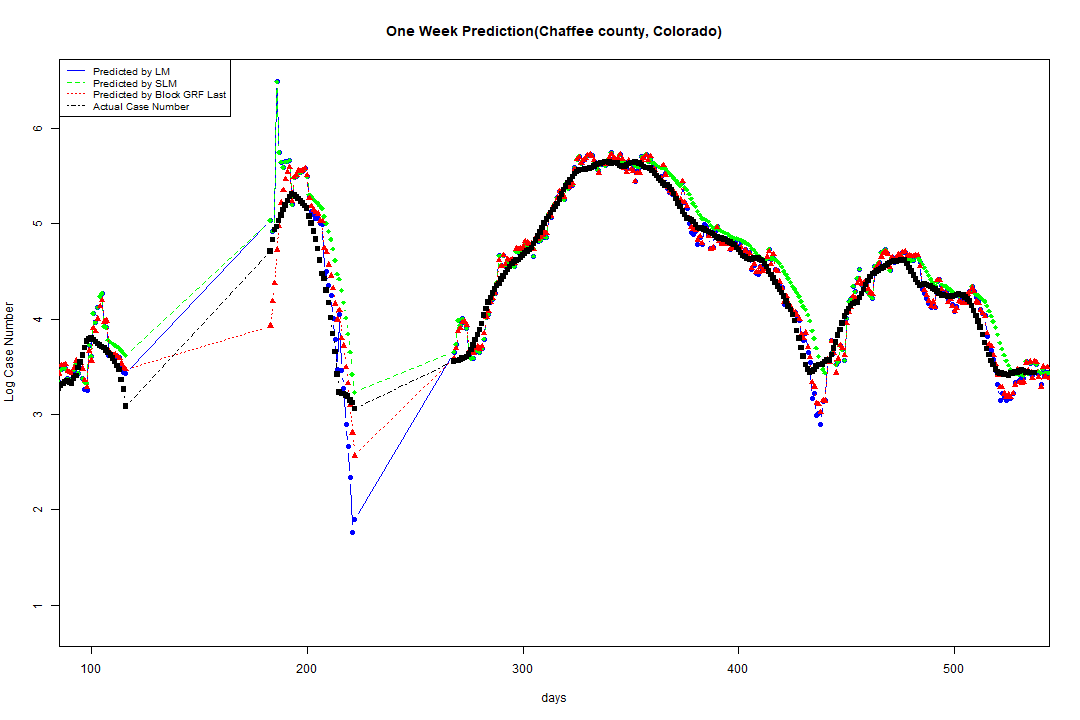 One Week Prediction(Chaffee county, Colorado)
Predicted by LM
Predicted by SLM
Predicted by Block GRF Last
Actual Case Number
Log Case Number
6
5
4
3
2
1
100 200 300 400 500
days